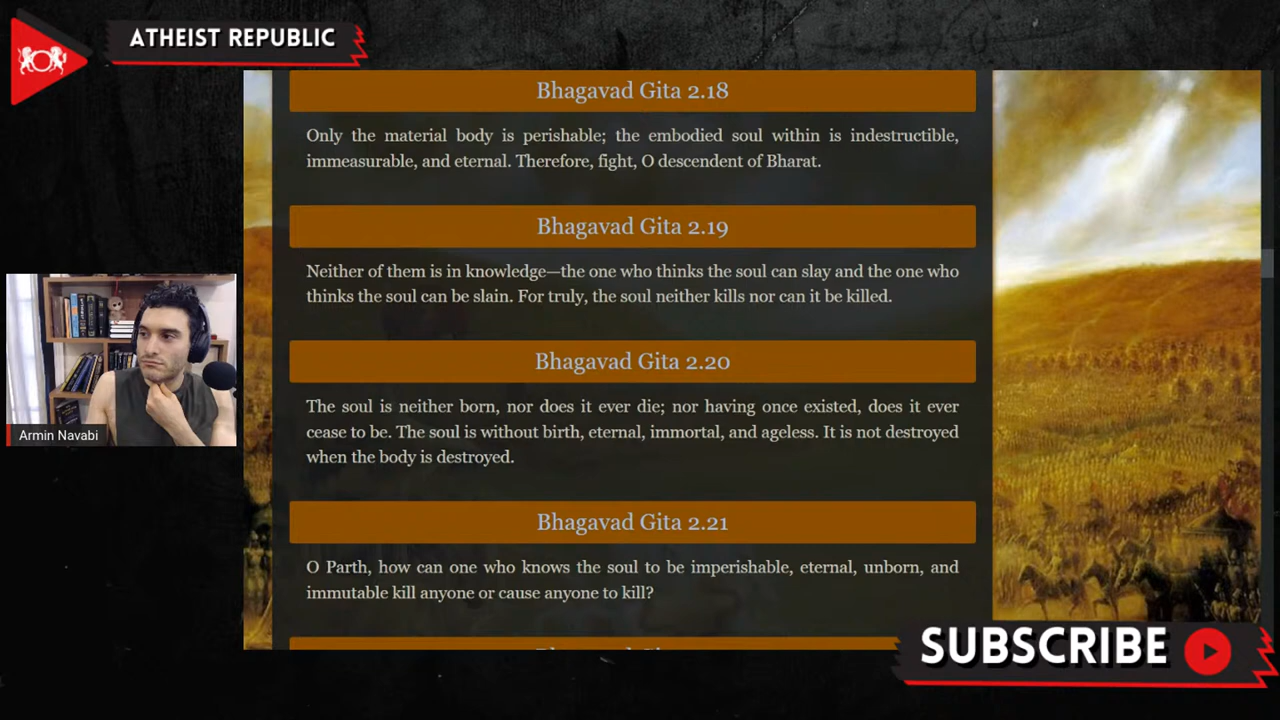 ATHEIST REPUBLIC
Bhagavad Gita 2.18
Only the material body is perishable; the embodied soul within is indestructible,
immeasurable, and eternal. Therefore, fight, O descendent of Bharat.
Bhagavad Gita 2.19
Neither of them is in knowledge—the one who thinks the soul can slay and the one who
thinks the soul can be slain. For truly, the soul neither kills nor can it be killed.
Bhagavad Gita 2.20
The soul is neither born, nor does it ever die; nor having once existed, does it ever
cease to be. The soul is without birth, eternal, immortal, and ageless. It is not destroyed
when the body is destroyed.
Armin Navabi
Bhagavad Gita 2.21
O Parth, how can one who knows the soul to be imperishable, eternal, unborn, and
immutable kill anyone or cause anyone to kill?
SUBSCRIBE